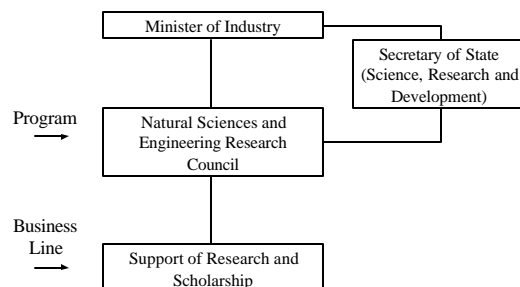 Minister of Industry
Secretary of State
(Science, Research and
Development)
Program
Natural Sciences and
Engineering Research
Council
Business
Line
Support of Research and
Scholarship